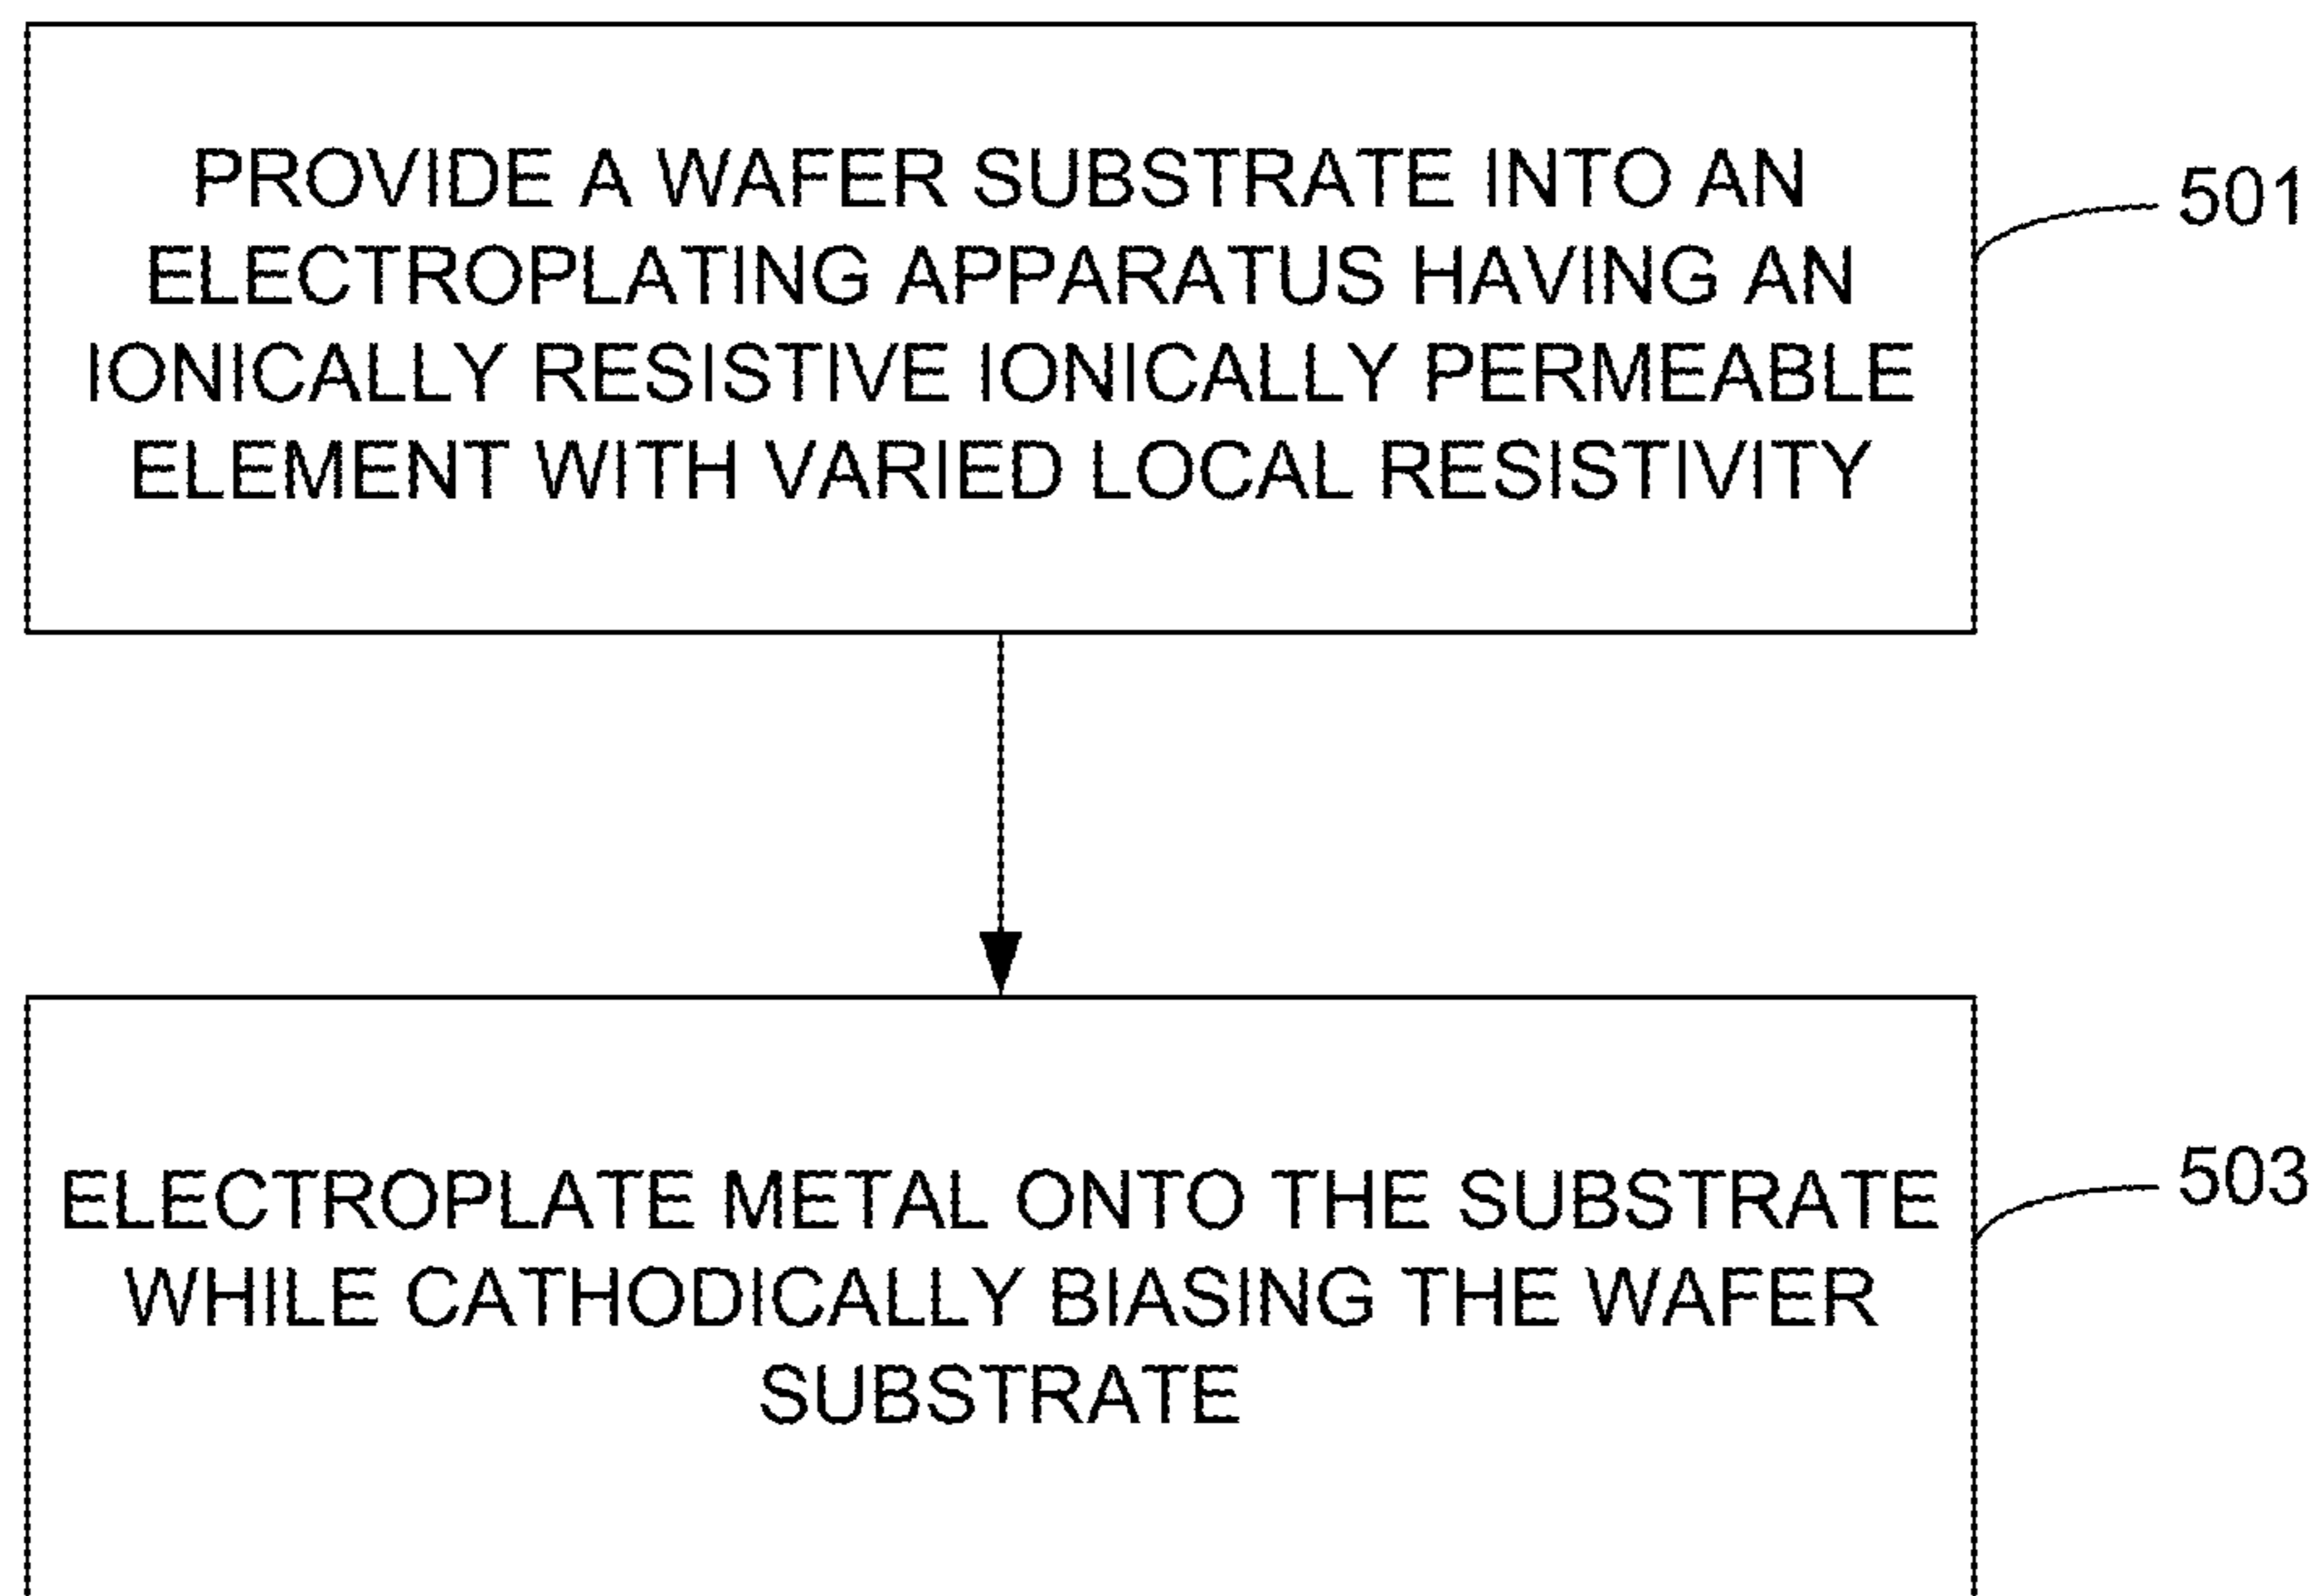 PROVIDE A WAFER SUBSTRATE INTO AN
ELECTROPLATING APPARATUS HAVING AN
IONICALLY RESISTIVE IONICALLY PERMEABLE
ELEMENT WITH VARIED LOCAL RESISTIVITY
501
ELECTROPLATE METAL ONTO THE SUBSTRATE
WHILE CATHODICALLY BIASING THE WAFER
SUBSTRATE
503